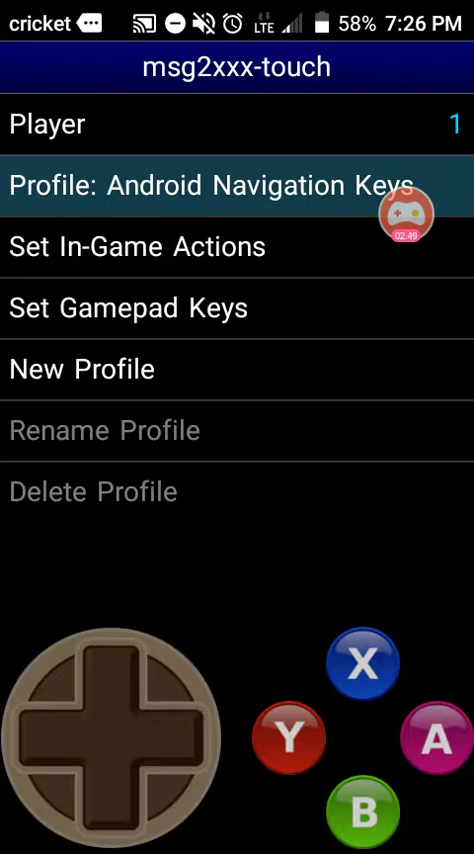 cricket LTE 58% 7:26 PM
msg2xxx-touch
Player 1
Profile: Android Navigation Keys
02:49
Set In-Game Actions
Set Gamepad Keys
New Profile
Rename Profile
Delete Profile
X
Y A
B